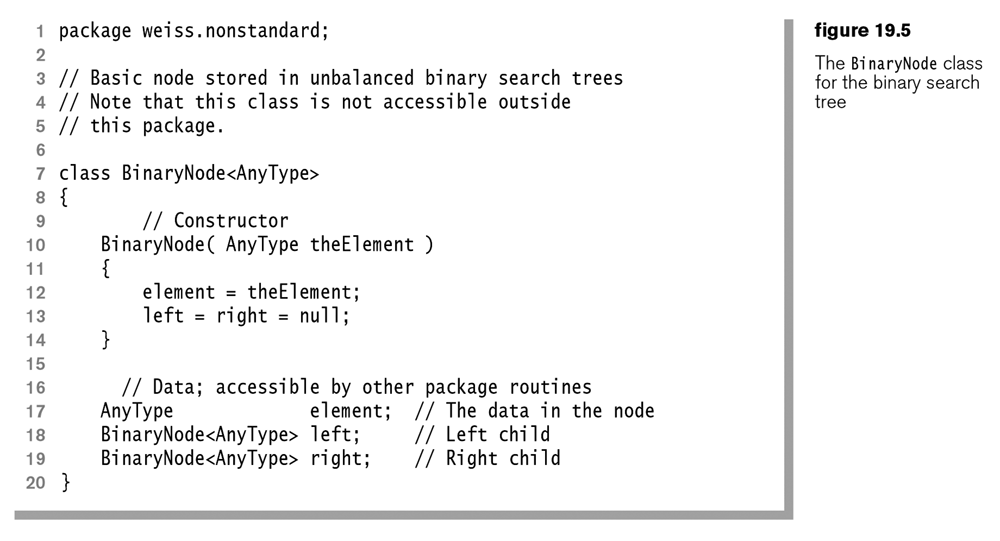 1 package weiss.nonstandard;
2
3 // Basic node stored in unbalanced binary search trees
4 // Note that this class is not accessible outside
5 // this package.
6
7 class BinaryNode<AnyType>
8 {
9         // Constructor
10     BinaryNode( AnyType theElement )
11     {
12         element = theElement;
13         left = right = null;
14     }
15
16       // Data; accessible by other package routines
17     AnyType             element;  // The data in the node
18     BinaryNode<AnyType> left;     // Left child
19     BinaryNode<AnyType> right;    // Right child
20 }
figure 19.5
The BinaryNode class
for the binary search
tree